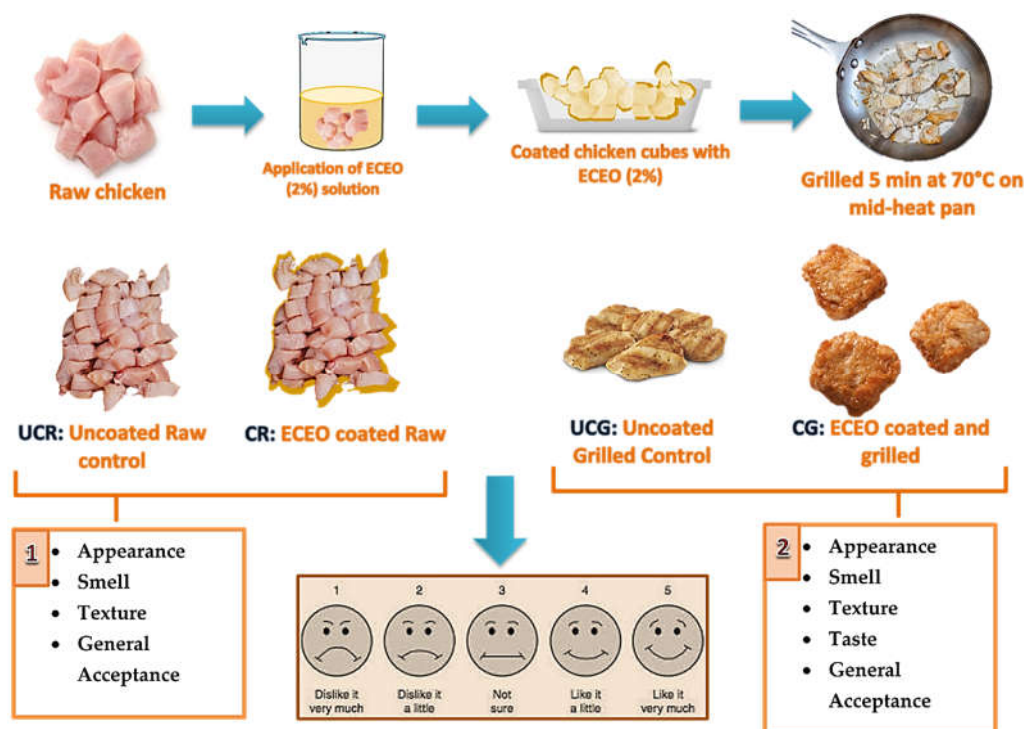 Raw chicken
Application of ECEO
(2%) solution
Coated chicken cubes with
ECEO (2%)
Grilled 5 min at 70°C on
mid-heat pan
UCR: Uncoated Raw
control
CR: ECEO coated Raw
UCG: Uncoated
Grilled Control
CG: ECEO coated and
grilled
1
• Appearance
• Smell
• Texture
• General
Acceptance
1
2
3
4
5
Dislike it
very much
Dislike it
a little
Not
sure
Like it
a little
Like it
very much
2
• Appearance
• Smell
• Texture
• Taste
• General
Acceptance